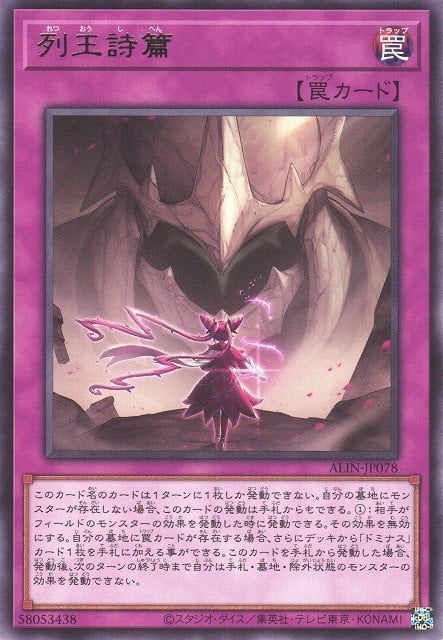 列王詩篇
罠
【罠カード】
ALIN-JP078
このカード名のカードは1ターンに1枚しか発動できない。自分の墓地にモン
スターが存在しない場合、このカードの発動は手札からもできる。①：相手が
フィールドのモンスターの効果を発動した時に発動できる。その効果を無効
にする。自分の墓地に罠カードが存在する場合、さらにデッキから「ドミナス」
カード1枚を手札に加える事ができる。このカードを手札から発動した場合、
発動後、次のターンの終了時まで自分は手札・墓地・除外状態のモンスター
の効果を発動できない。
58053438
©スタジオ・ダイス／集英社・テレビ東京・KONAMI